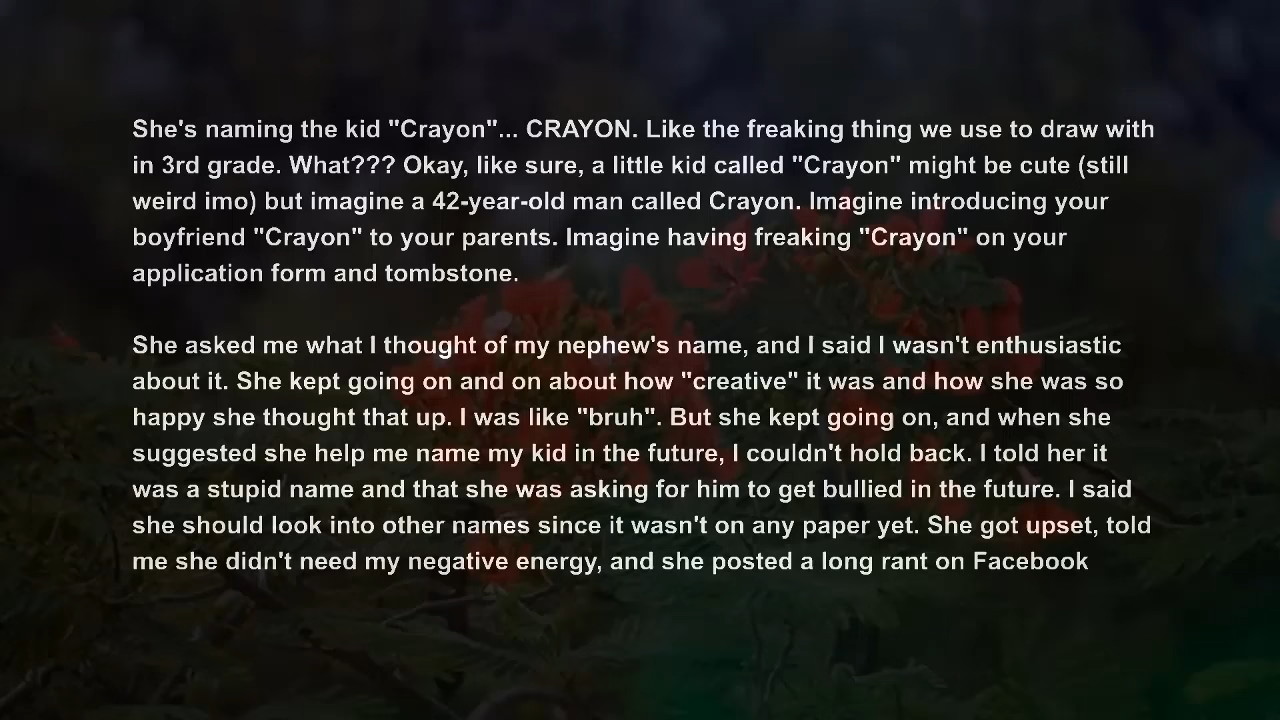 She's naming the kid "Crayon"... CRAYON. Like the freaking thing we use to draw with
in 3rd grade. What??? Okay, like sure, a little kid called "Crayon" might be cute (still
weird imo) but imagine a 42-year-old man called Crayon. Imagine introducing your
boyfriend "Crayon" to your parents. Imagine having freaking "Crayon" on your
application form and tombstone.
She asked me what I thought of my nephew's name, and I said I wasn't enthusiastic
about it. She kept going on and on about how "creative" it was and how she was so
happy she thought that up. I was like "bruh". But she kept going on, and when she
suggested she help me name my kid in the future, I couldn't hold back. I told her it
was a stupid name and that she was asking for him to get bullied in the future. I said
she should look into other names since it wasn't on any paper yet. She got upset, told
me she didn't need my negative energy, and she posted a long rant on Facebook